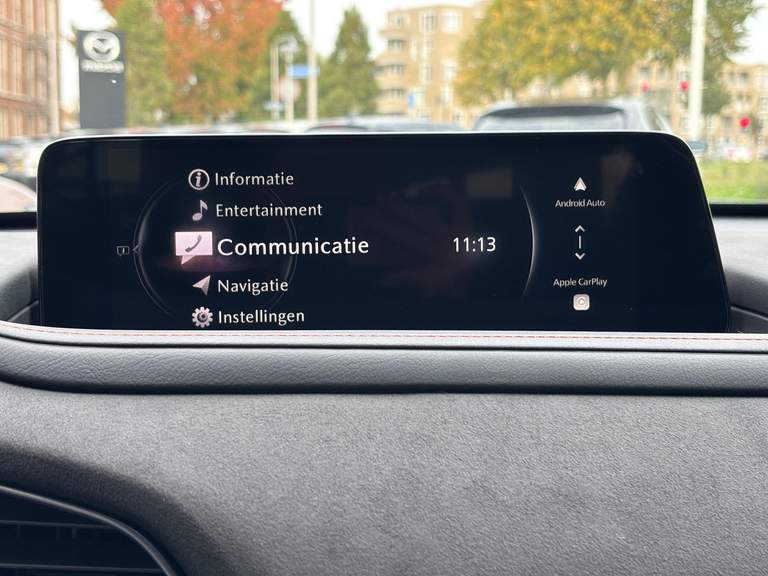 Informatie
Entertainment
Communicatie
11:13
Navigatie
Instellingen
Android Auto
Apple CarPlay